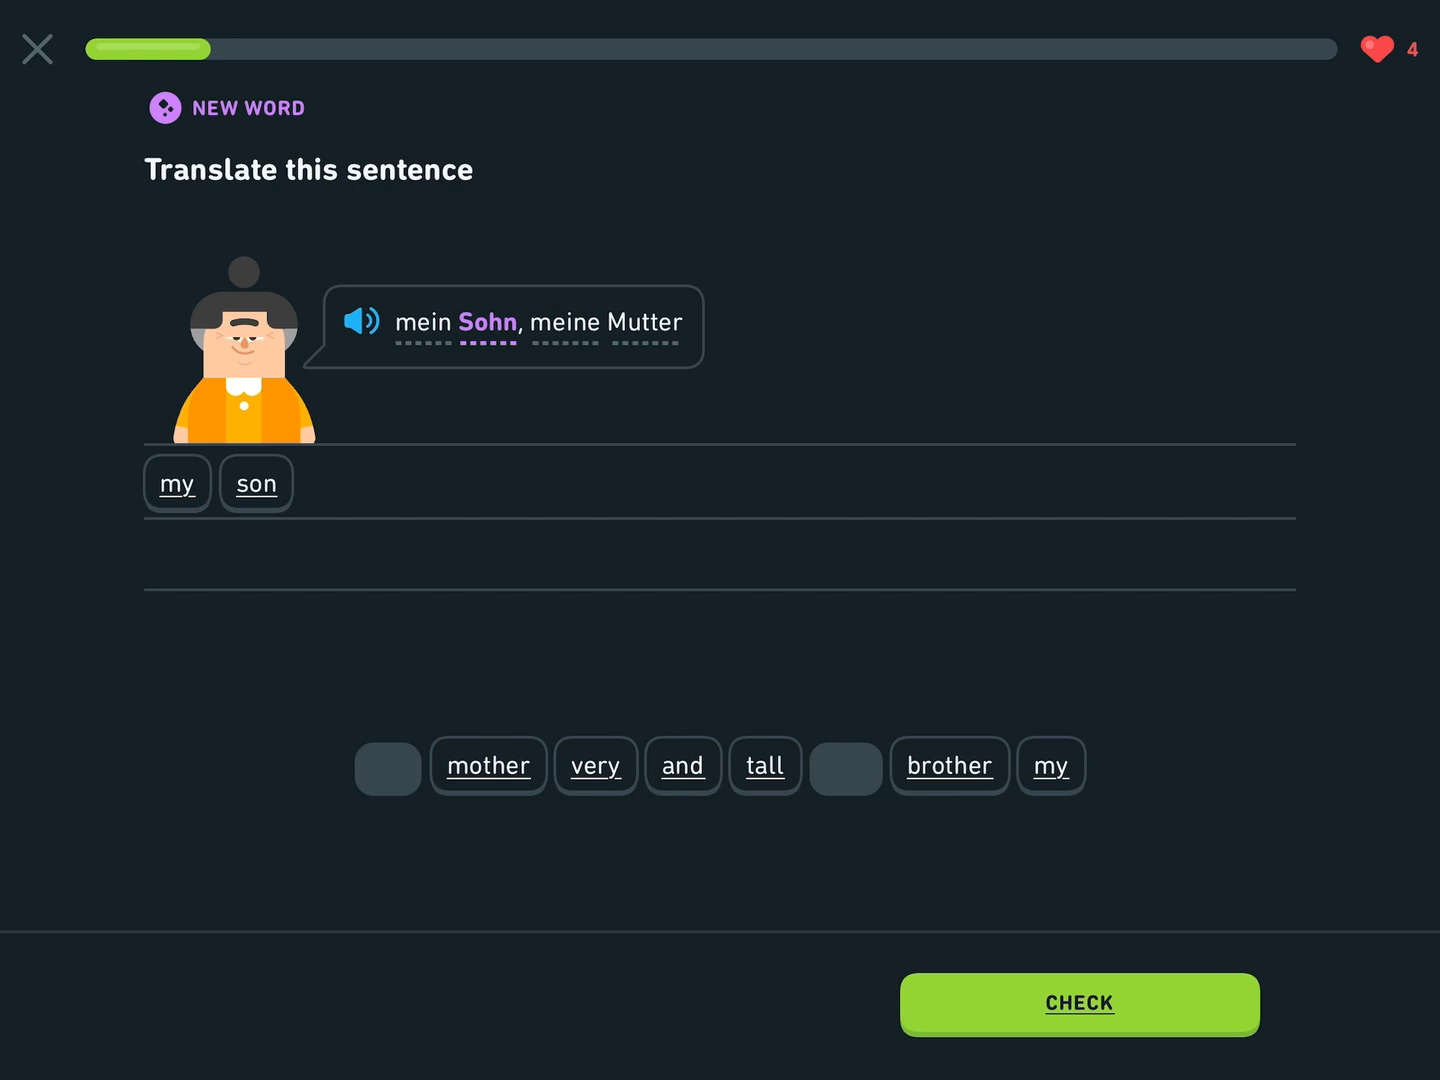 4
NEW WORD
Translate this sentence
mein Sohn, meine Mutter
my son
mother very and tall brother my
CHECK